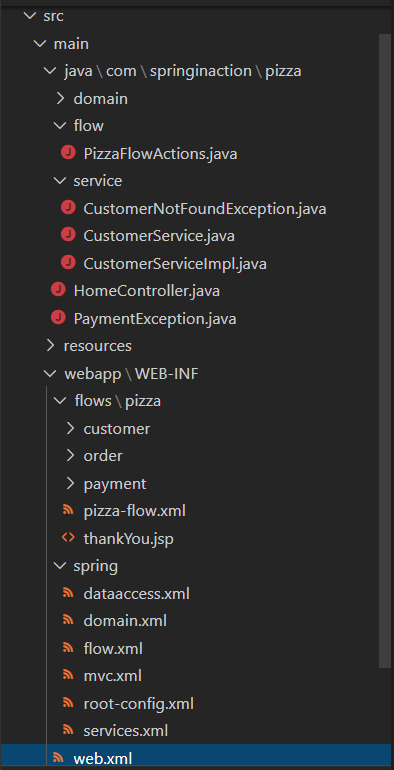 src
main
java\com\springinaction\pizza
domain
flow
PizzaFlowActions.java
service
CustomerNotFoundException.java
CustomerService.java
CustomerServiceImpl.java
HomeController.java
PaymentException.java
resources
webapp\WEB-INF
flows\pizza
customer
order
payment
pizza-flow.xml
thankYou.jsp
spring
dataaccess.xml
domain.xml
flow.xml
mvc.xml
root-config.xml
services.xml
web.xml